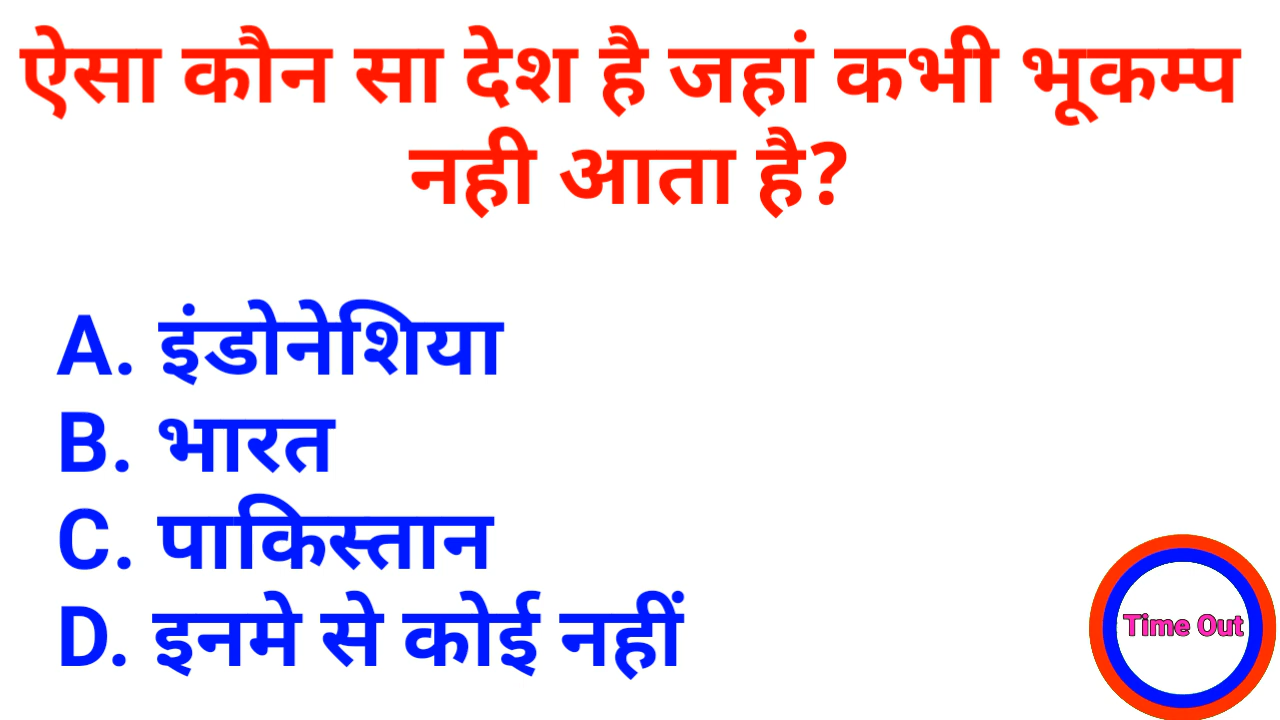 ऐसा कौन सा देश है जहां कभी भूकम्प
नही आता है?
A. इंडोनेशिया
B. भारत
C. पाकिस्तान
D. इनमे से कोई नहीं
Time Out